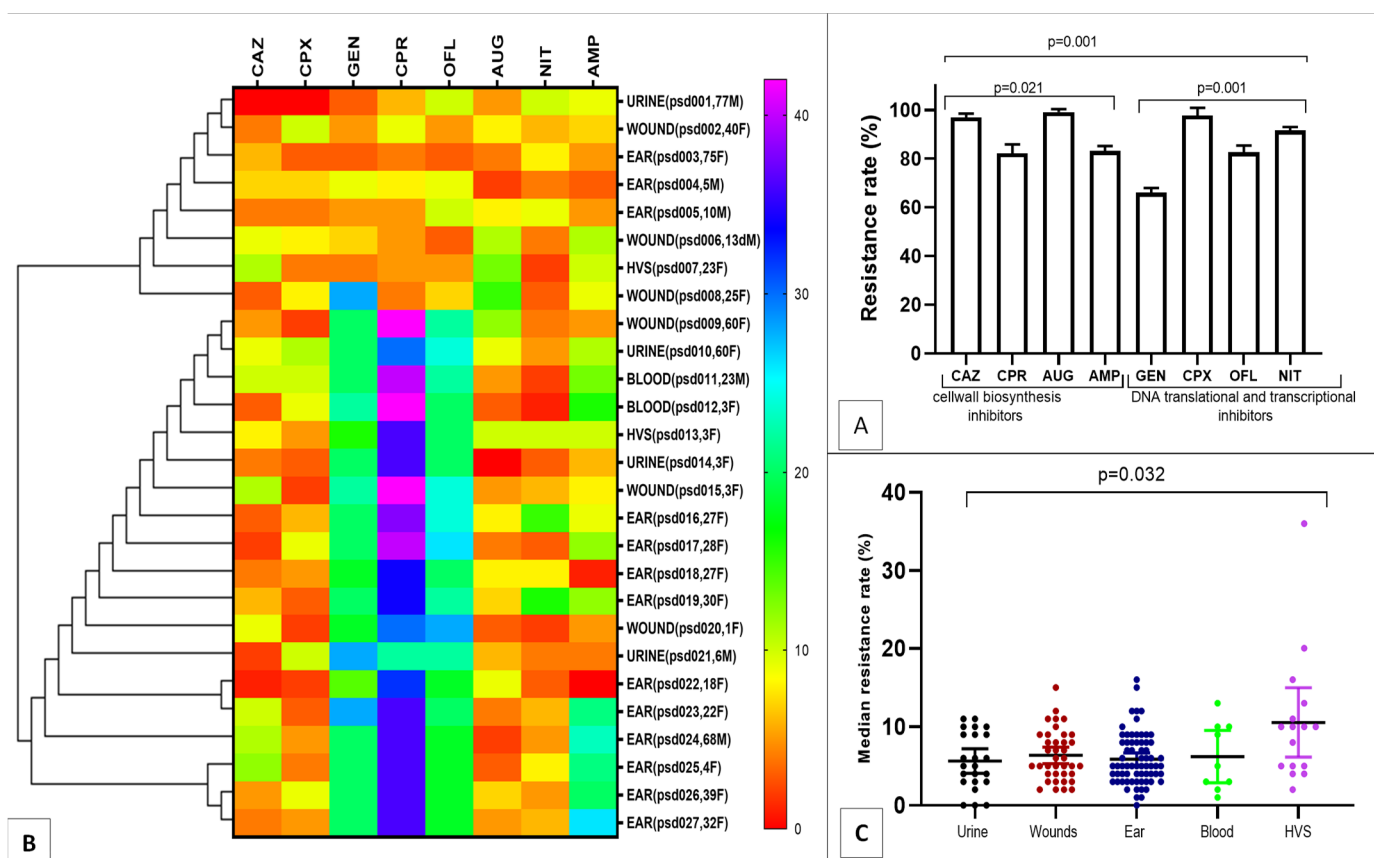 CAZ CPX GEN CPR OFL AUG NIT AMP
URINE(psd001,77M)
WOUND(psd002,40F)
EAR(psd003,75F)
EAR(psd004,5M)
EAR(psd005,10M)
WOUND(psd006,13dM)
HVS(psd007,23F)
WOUND(psd008,25F)
WOUND(psd009,60F)
URINE(psd010,60F)
BLOOD(psd011,23M)
BLOOD(psd012,3F)
HVS(psd013,3F)
URINE(psd014,3F)
WOUND(psd015,3F)
EAR(psd016,27F)
EAR(psd017,28F)
EAR(psd018,27F)
EAR(psd019,30F)
WOUND(psd020,1F)
URINE(psd021,6M)
EAR(psd022,18F)
EAR(psd023,22F)
EAR(psd024,68M)
EAR(psd025,4F)
EAR(psd026,39F)
EAR(psd027,32F)
40
30
20
10
0
B
p=0.001
p=0.021 p=0.001
Resistance rate (%)
100
80
60
40
20
0
CAZ CPR AUG AMP GEN CPX OFL NIT
cellwall biosynthesis
inhibitors
DNA translational and transcriptional
inhibitors
A
p=0.032
Median resistance rate (%)
40
30
20
10
0
Urine Wounds Ear Blood HVS
C